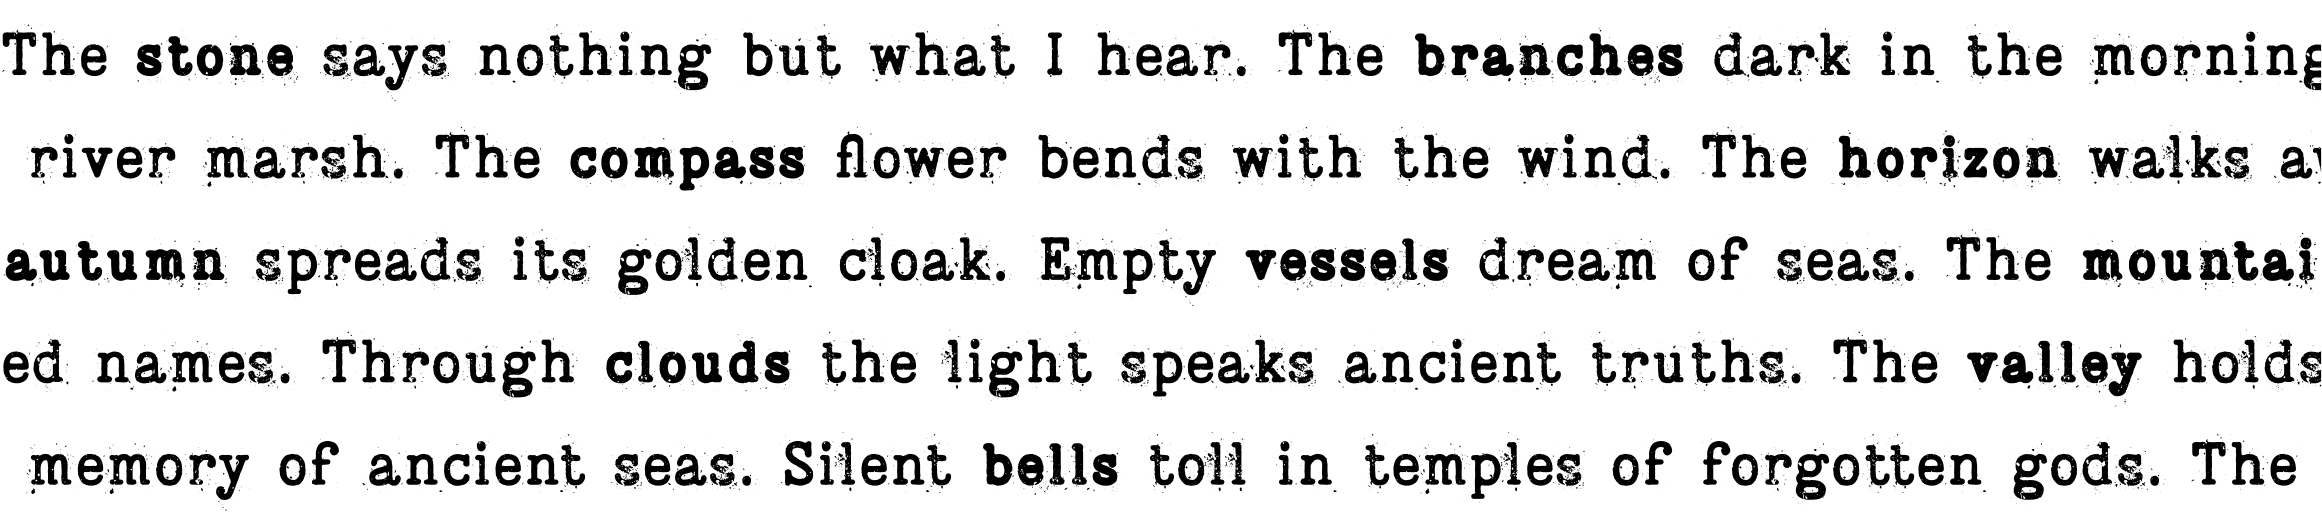 The stone says nothing but what I hear. The branches dark in the morning
river marsh. The compass flower bends with the wind. The horizon walks
autumn spreads its golden cloak. Empty vessels dream of seas. The mountai
ed names. Through clouds the light speaks ancient truths. The valley holds
memory of ancient seas. Silent bells toll in temples of forgotten gods. The